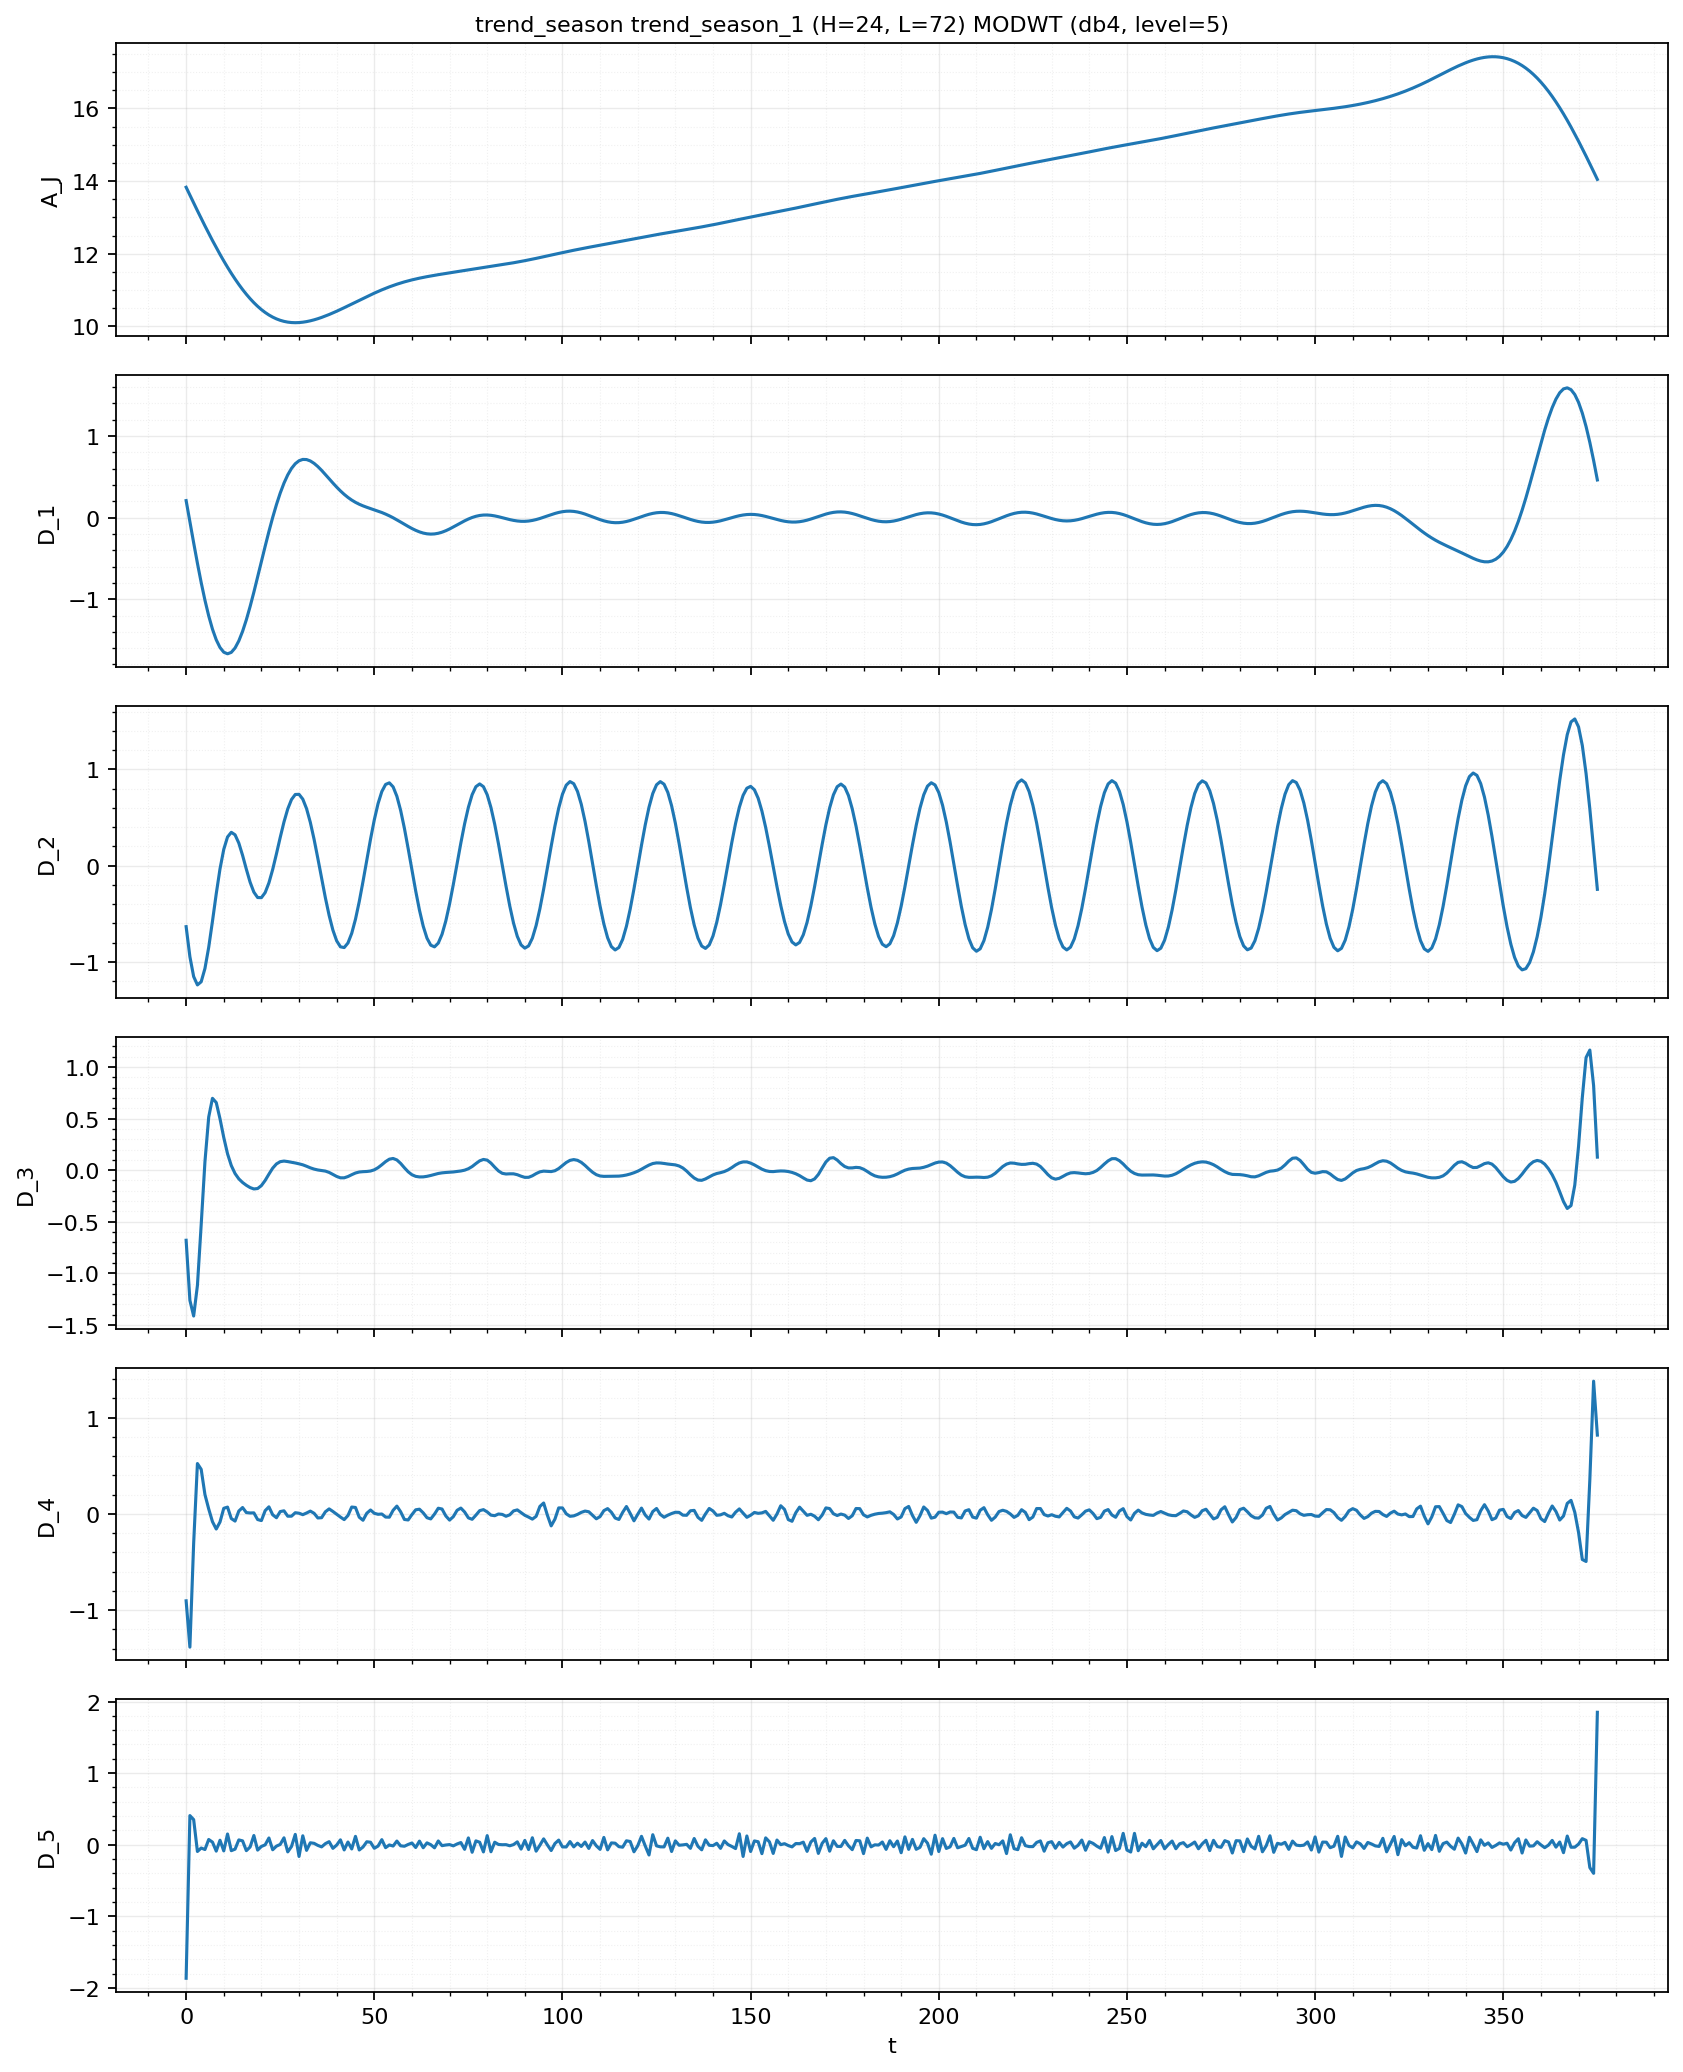 trend_season trend_season_1 (H=24, L=72) MODWT (db4, level=5)
16
14
12
10
A_J
1
0
−1
D_1
1
0
−1
D_2
1.0
0.5
0.0
−0.5
−1.0
−1.5
D_3
1
0
−1
D_4
2
1
0
−1
−2
D_5
0 50 100 150 200 250 300 350
t